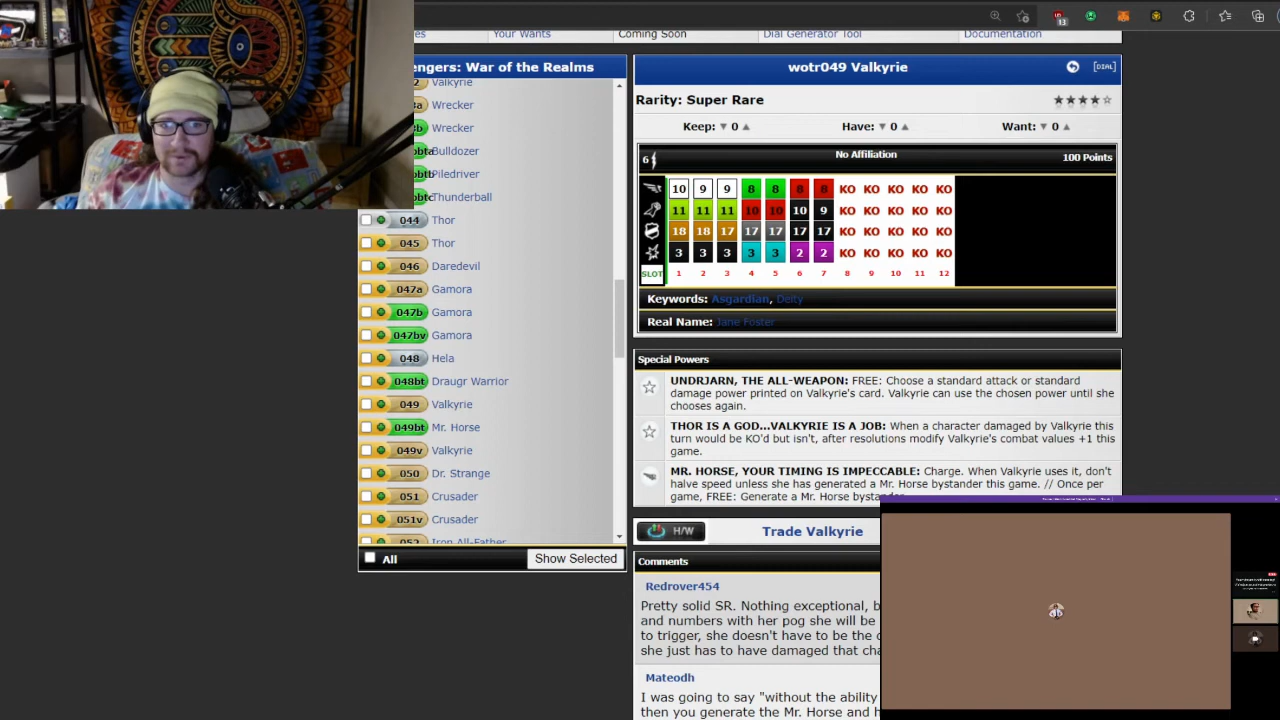 Your Wants
Coming Soon
Dial Generator Tool
Documentation
engers: War of the Realms
Valkyrie
Wrecker
Wrecker
Bulldozer
Piledriver
Thunderball
044 Thor
045 Thor
046 Daredevil
047a Gamora
047b Gamora
047bv Gamora
048 Hela
048bt Draugr Warrior
049 Valkyrie
049bt Mr. Horse
049v Valkyrie
050 Dr. Strange
051 Crusader
051v Crusader
052 Iron All-Father
All
Show Selected
wotr049 Valkyrie
[DIAL]
Rarity: Super Rare
Keep: ▼ 0 ▲ Have: ▼ 0 ▲ Want: ▼ 0 ▲
6 No Affiliation 100 Points
10 9 9 8 8 8 8 KO KO KO KO KO
11 11 11 10 10 10 9 KO KO KO KO KO
18 18 17 17 17 17 17 KO KO KO KO KO
3 3 3 3 3 2 2 KO KO KO KO KO
SLOT 1 2 3 4 5 6 7 8 9 10 11 12
Keywords: Asgardian, Deity
Real Name: Jane Foster
Special Powers
UNDRJARN, THE ALL-WEAPON: FREE: Choose a standard attack or standard
damage power printed on Valkyrie's card. Valkyrie can use the chosen power until she
chooses again.
THOR IS A GOD...VALKYRIE IS A JOB: When a character damaged by Valkyrie this
turn would be KO'd but isn't, after resolutions modify Valkyrie's combat values +1 this
game.
MR. HORSE, YOUR TIMING IS IMPECCABLE: Charge. When Valkyrie uses it, don't
halve speed unless she has generated a Mr. Horse bystander this game. // Once per
game, FREE: Generate a Mr. Horse bystander
H/W
Trade Valkyrie
Comments
Redrover454
Pretty solid SR. Nothing exceptional, b
and numbers with her pog she will be
to trigger, she doesn't have to be the
she just has to have damaged that cha
Mateodh
I was going to say "without the ability
then you generate the Mr. Horse and h
13